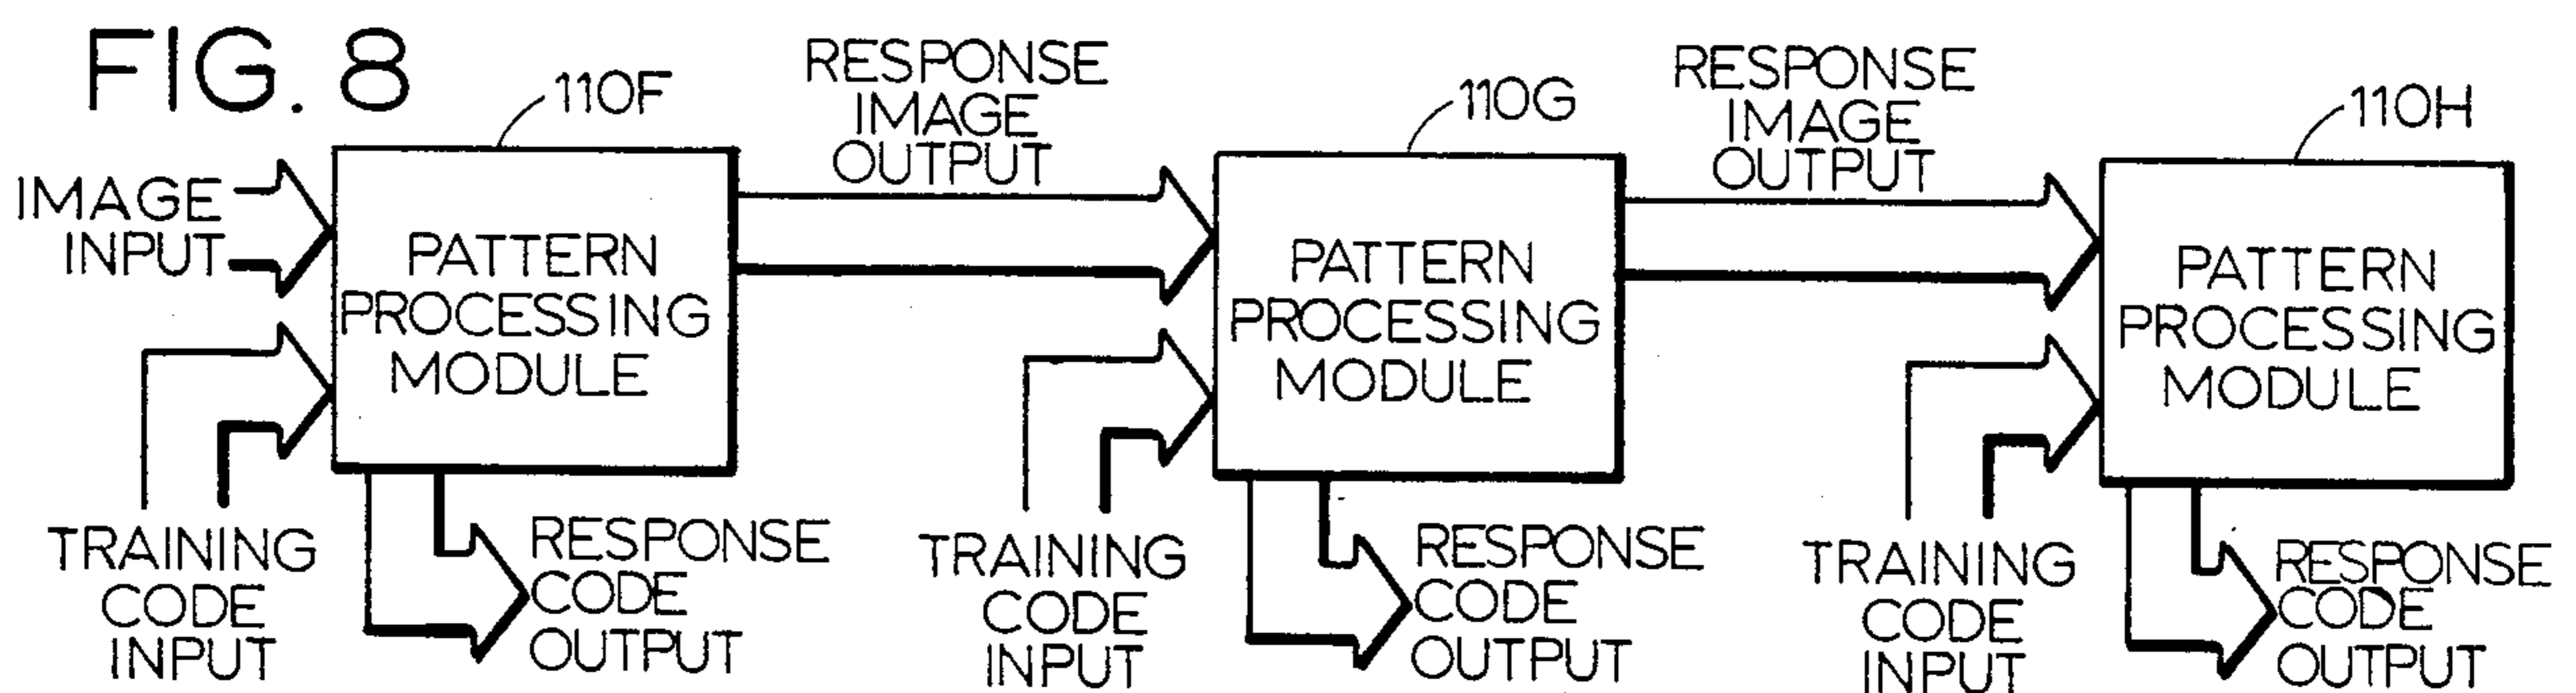 FIG. 8
110F
RESPONSE
IMAGE
OUTPUT
110G
RESPONSE
IMAGE
OUTPUT
110H
IMAGE
INPUT
PATTERN
PROCESSING
MODULE
PATTERN
PROCESSING
MODULE
PATTERN
PROCESSING
MODULE
TRAINING
CODE
INPUT
RESPONSE
CODE
OUTPUT
TRAINING
CODE
INPUT
RESPONSE
CODE
OUTPUT
TRAINING
CODE
INPUT
RESPONSE
CODE
OUTPUT